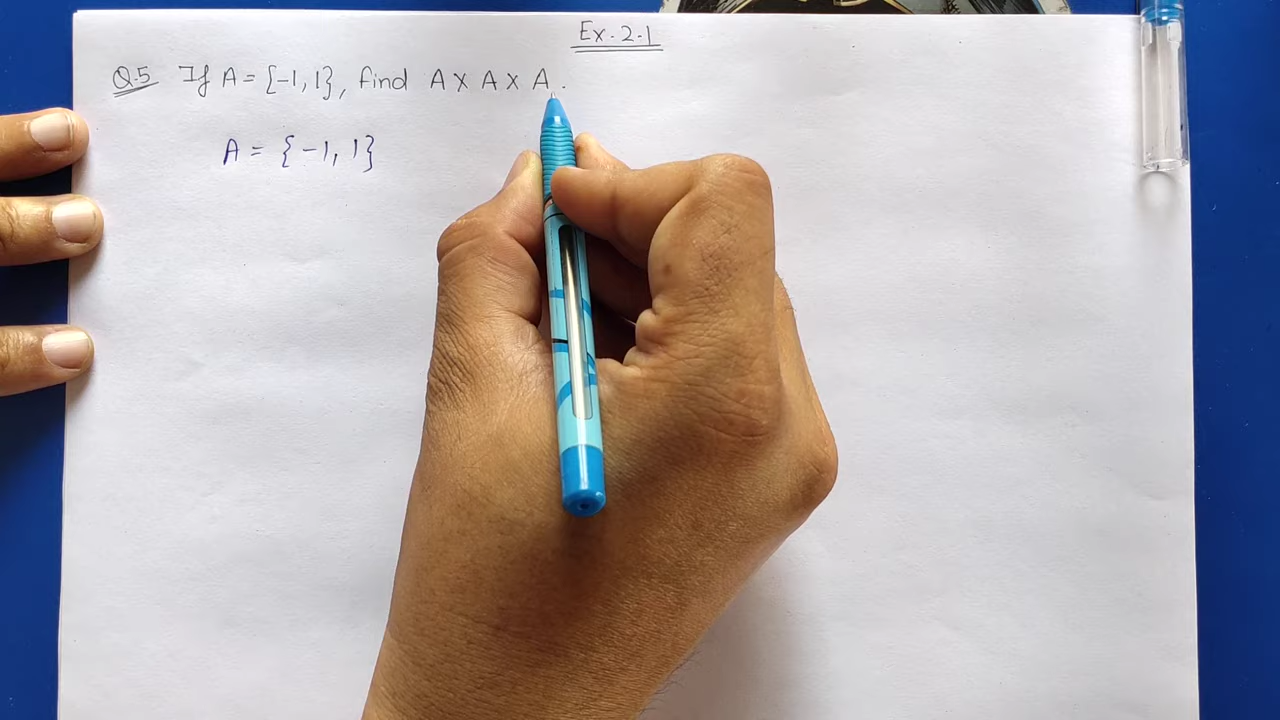 Ex. 2.1
Q.5 If A = {-1, 1}, find A x A x A.
A = {-1, 1}